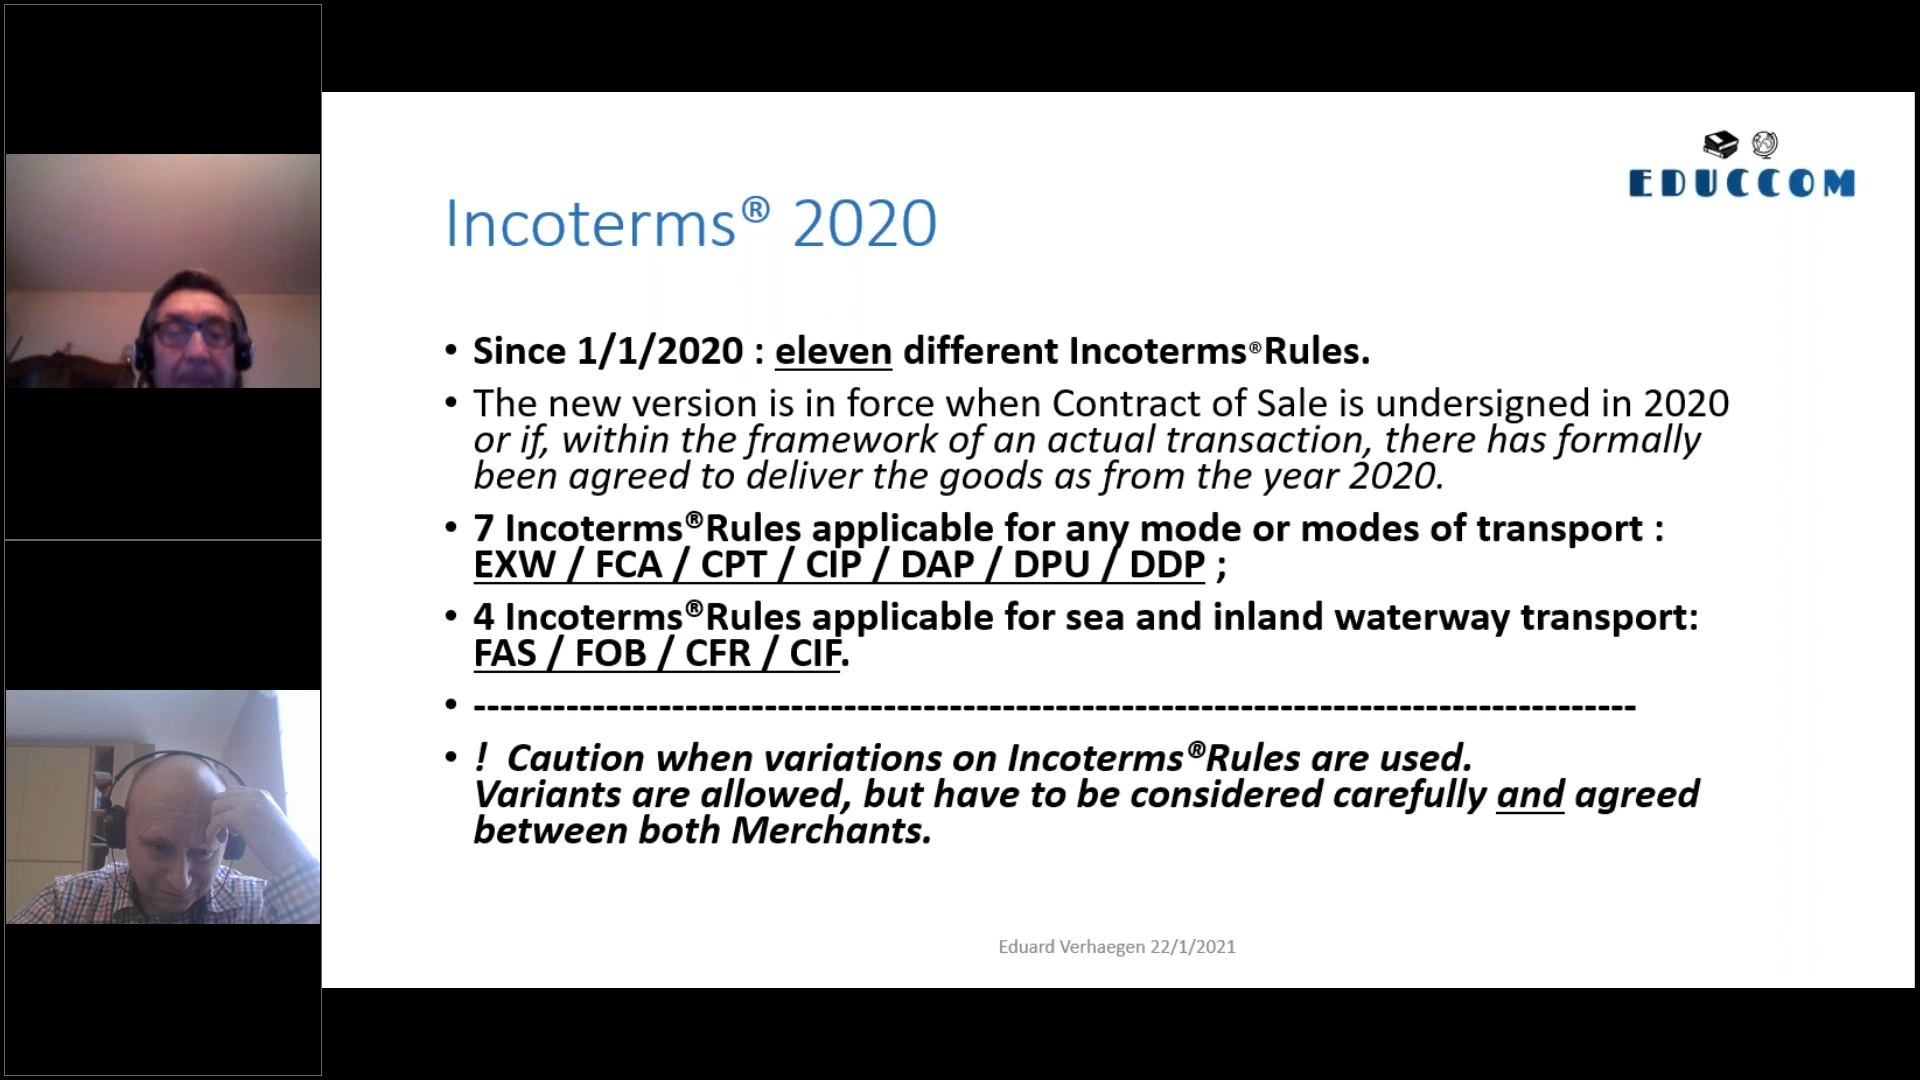 EDUCCOM
Incoterms® 2020
• Since 1/1/2020 : eleven different Incoterms®Rules.
• The new version is in force when Contract of Sale is undersigned in 2020
or if, within the framework of an actual transaction, there has formally
been agreed to deliver the goods as from the year 2020.
• 7 Incoterms®Rules applicable for any mode or modes of transport :
EXW / FCA / CPT / CIP / DAP / DPU / DDP ;
• 4 Incoterms®Rules applicable for sea and inland waterway transport:
FAS / FOB / CFR / CIF.
• -----------------------------------------------------------------------------------------
• ! Caution when variations on Incoterms®Rules are used.
Variants are allowed, but have to be considered carefully and agreed
between both Merchants.
Eduard Verhaegen 22/1/2021